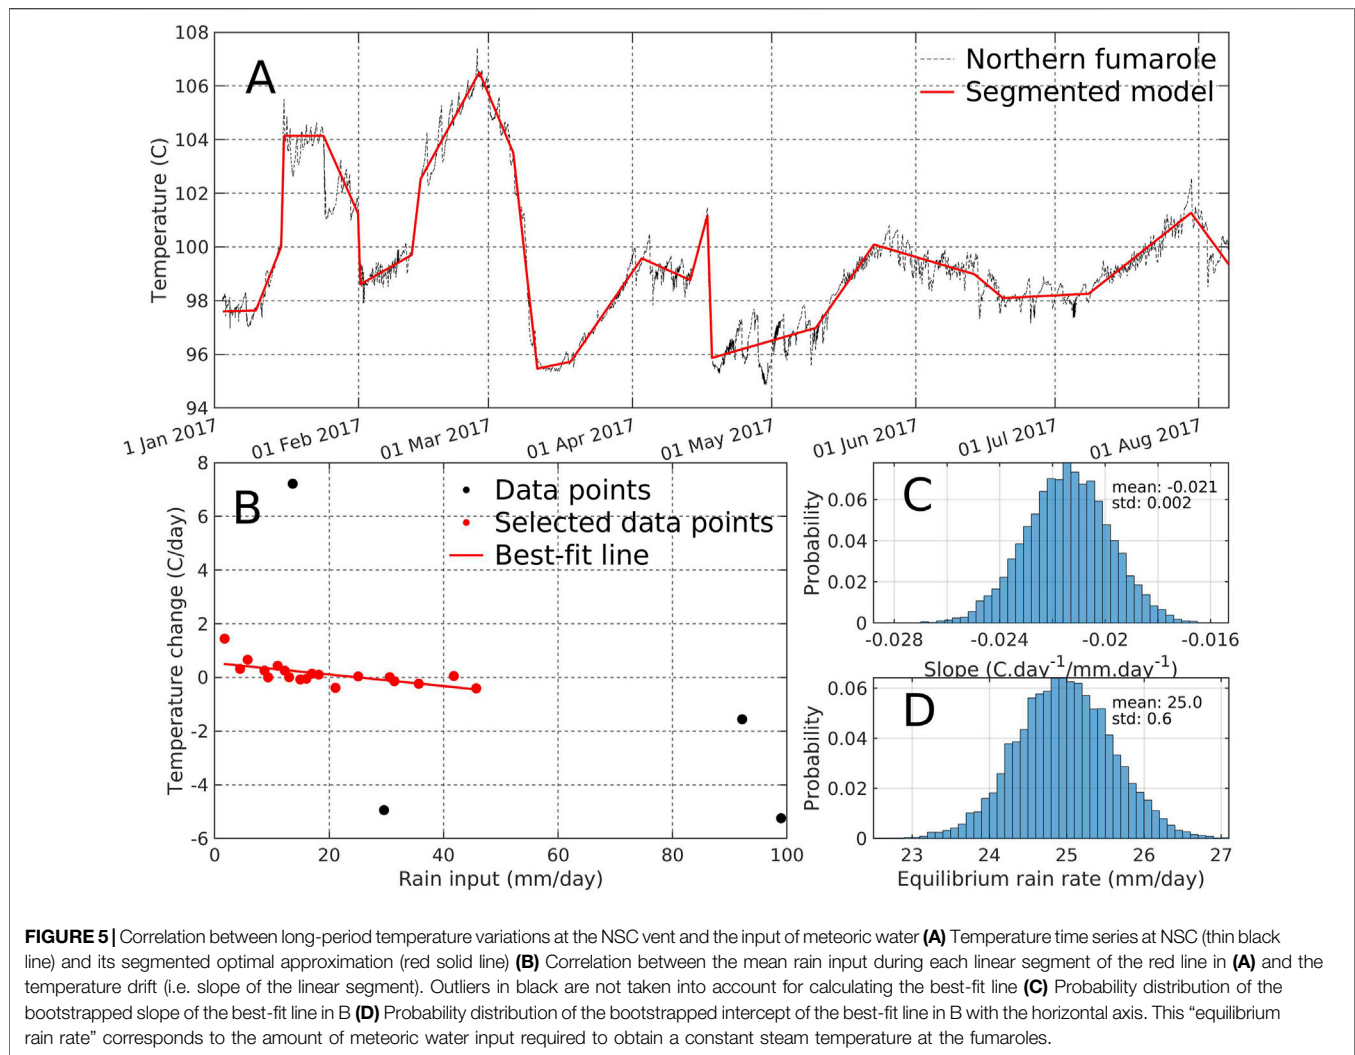 108
106
104
102
100
98
96
94
Temperature (C)
A
Northern fumarole
Segmented model
1 Jan 2017
01 Feb 2017
01 Mar 2017
01 Apr 2017
01 May 2017
01 Jun 2017
01 Jul 2017
01 Aug 2017
8
6
4
2
0
-2
-4
-6
Temperature change (C/day)
B
Data points
Selected data points
Best-fit line
0
20
40
60
80
100
Rain input (mm/day)
0.06
0.04
0.02
0
Probability
C
mean: -0.021
std: 0.002
-0.028
-0.024
-0.02
-0.016
Slope (C.day⁻¹/mm.day⁻¹)
0.06
0.04
0.02
0
Probability
D
mean: 25.0
std: 0.6
23
24
25
26
27
Equilibrium rain rate (mm/day)
FIGURE 5 | Correlation between long-period temperature variations at the NSC vent and the input of meteoric water (A) Temperature time series at NSC (thin black
line) and its segmented optimal approximation (red solid line) (B) Correlation between the mean rain input during each linear segment of the red line in (A) and the
temperature drift (i.e. slope of the linear segment). Outliers in black are not taken into account for calculating the best-fit line (C) Probability distribution of the
bootstrapped slope of the best-fit line in B (D) Probability distribution of the bootstrapped intercept of the best-fit line in B with the horizontal axis. This “equilibrium
rain rate” corresponds to the amount of meteoric water input required to obtain a constant steam temperature at the fumaroles.